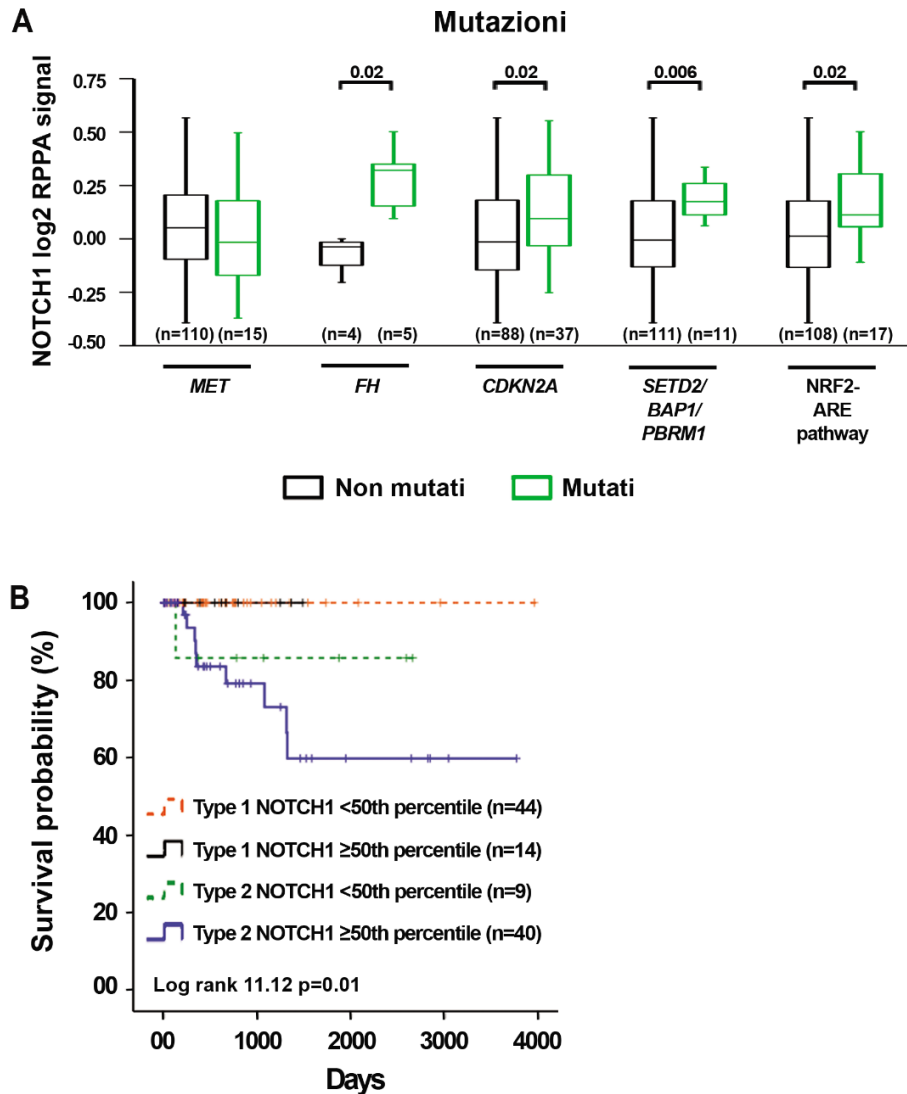 A
Mutazioni
NOTCH1 log2 RPPA signal
0.75
0.50
0.25
0.00
-0.25
-0.50
0.02
0.02
0.006
0.02
(n=110) (n=15)
(n=4) (n=5)
(n=88) (n=37)
(n=111) (n=11)
(n=108) (n=17)
MET
FH
CDKN2A
SETD2/
BAP1/
PBRM1
NRF2-
ARE
pathway
Non mutati
Mutati
B
Survival probability (%)
100
80
60
40
20
00
Type 1 NOTCH1 <50th percentile (n=44)
Type 1 NOTCH1 ≥50th percentile (n=14)
Type 2 NOTCH1 <50th percentile (n=9)
Type 2 NOTCH1 ≥50th percentile (n=40)
Log rank 11.12 p=0.01
00
1000
2000
3000
4000
Days